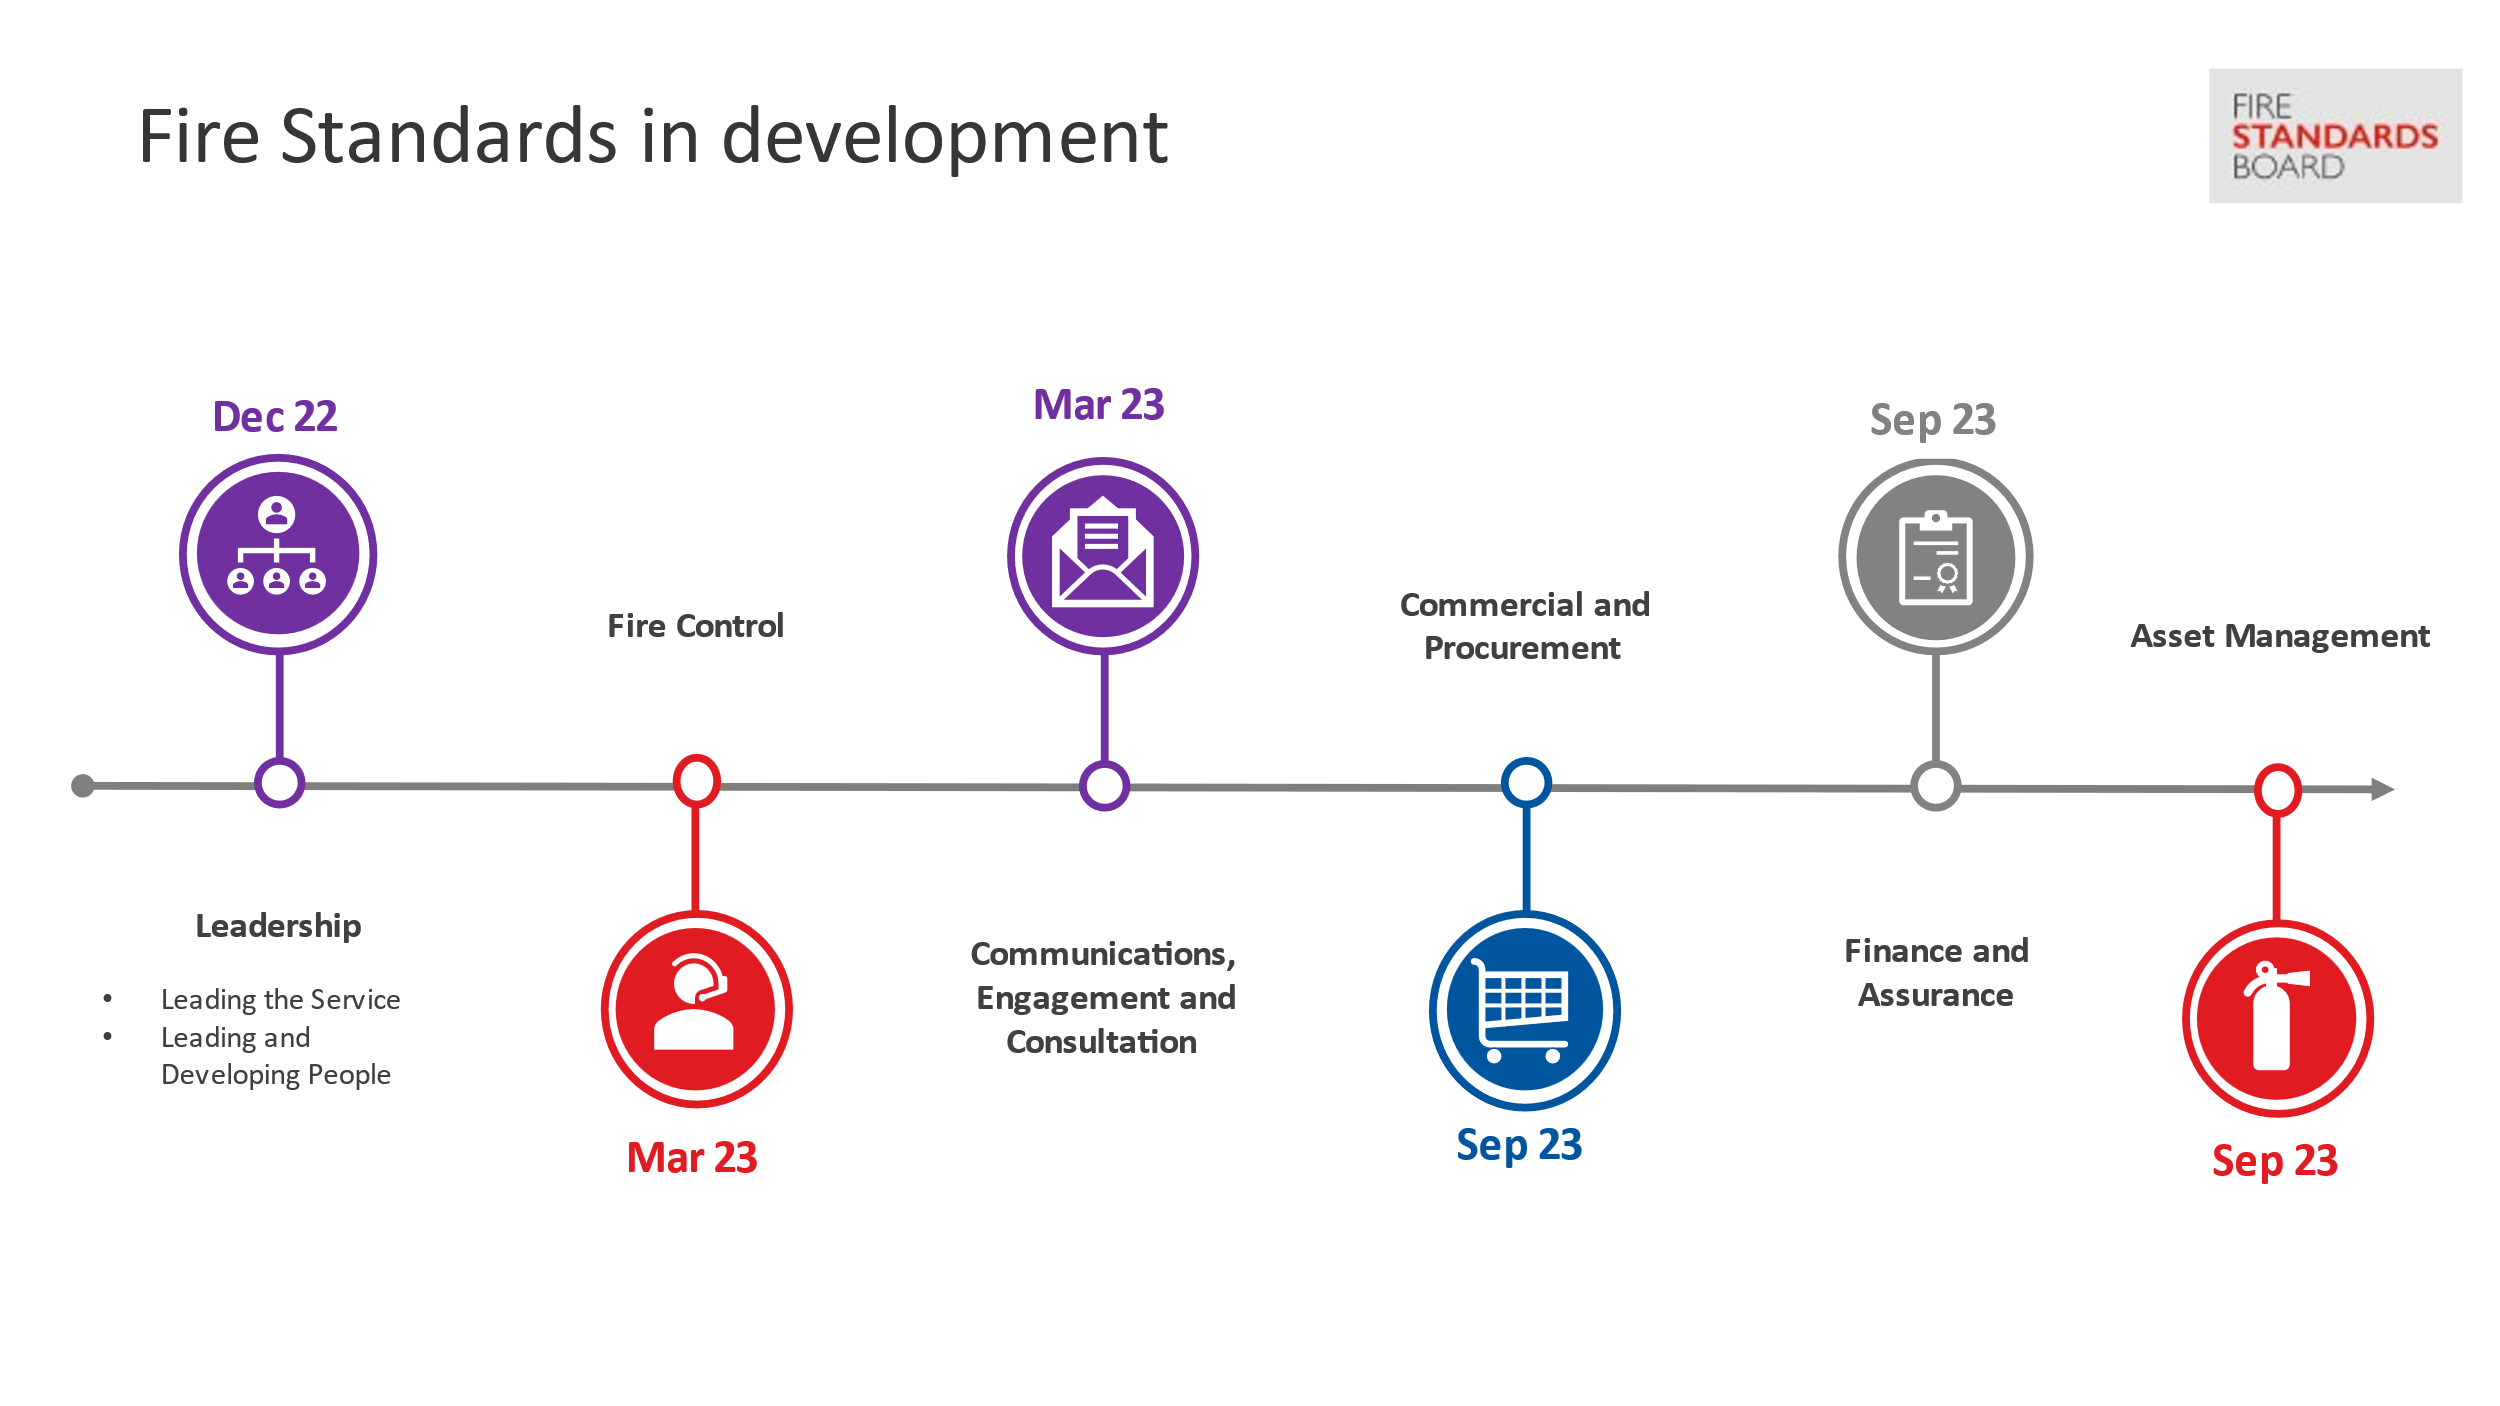 Fire Standards in development
FIRE
STANDARDS
BOARD
Dec 22
Leadership
• Leading the Service
• Leading and
Developing People
Fire Control
Mar 23
Mar 23
Communications,
Engagement and
Consultation
Commercial and
Procurement
Sep 23
Sep 23
Finance and
Assurance
Asset Management
Sep 23